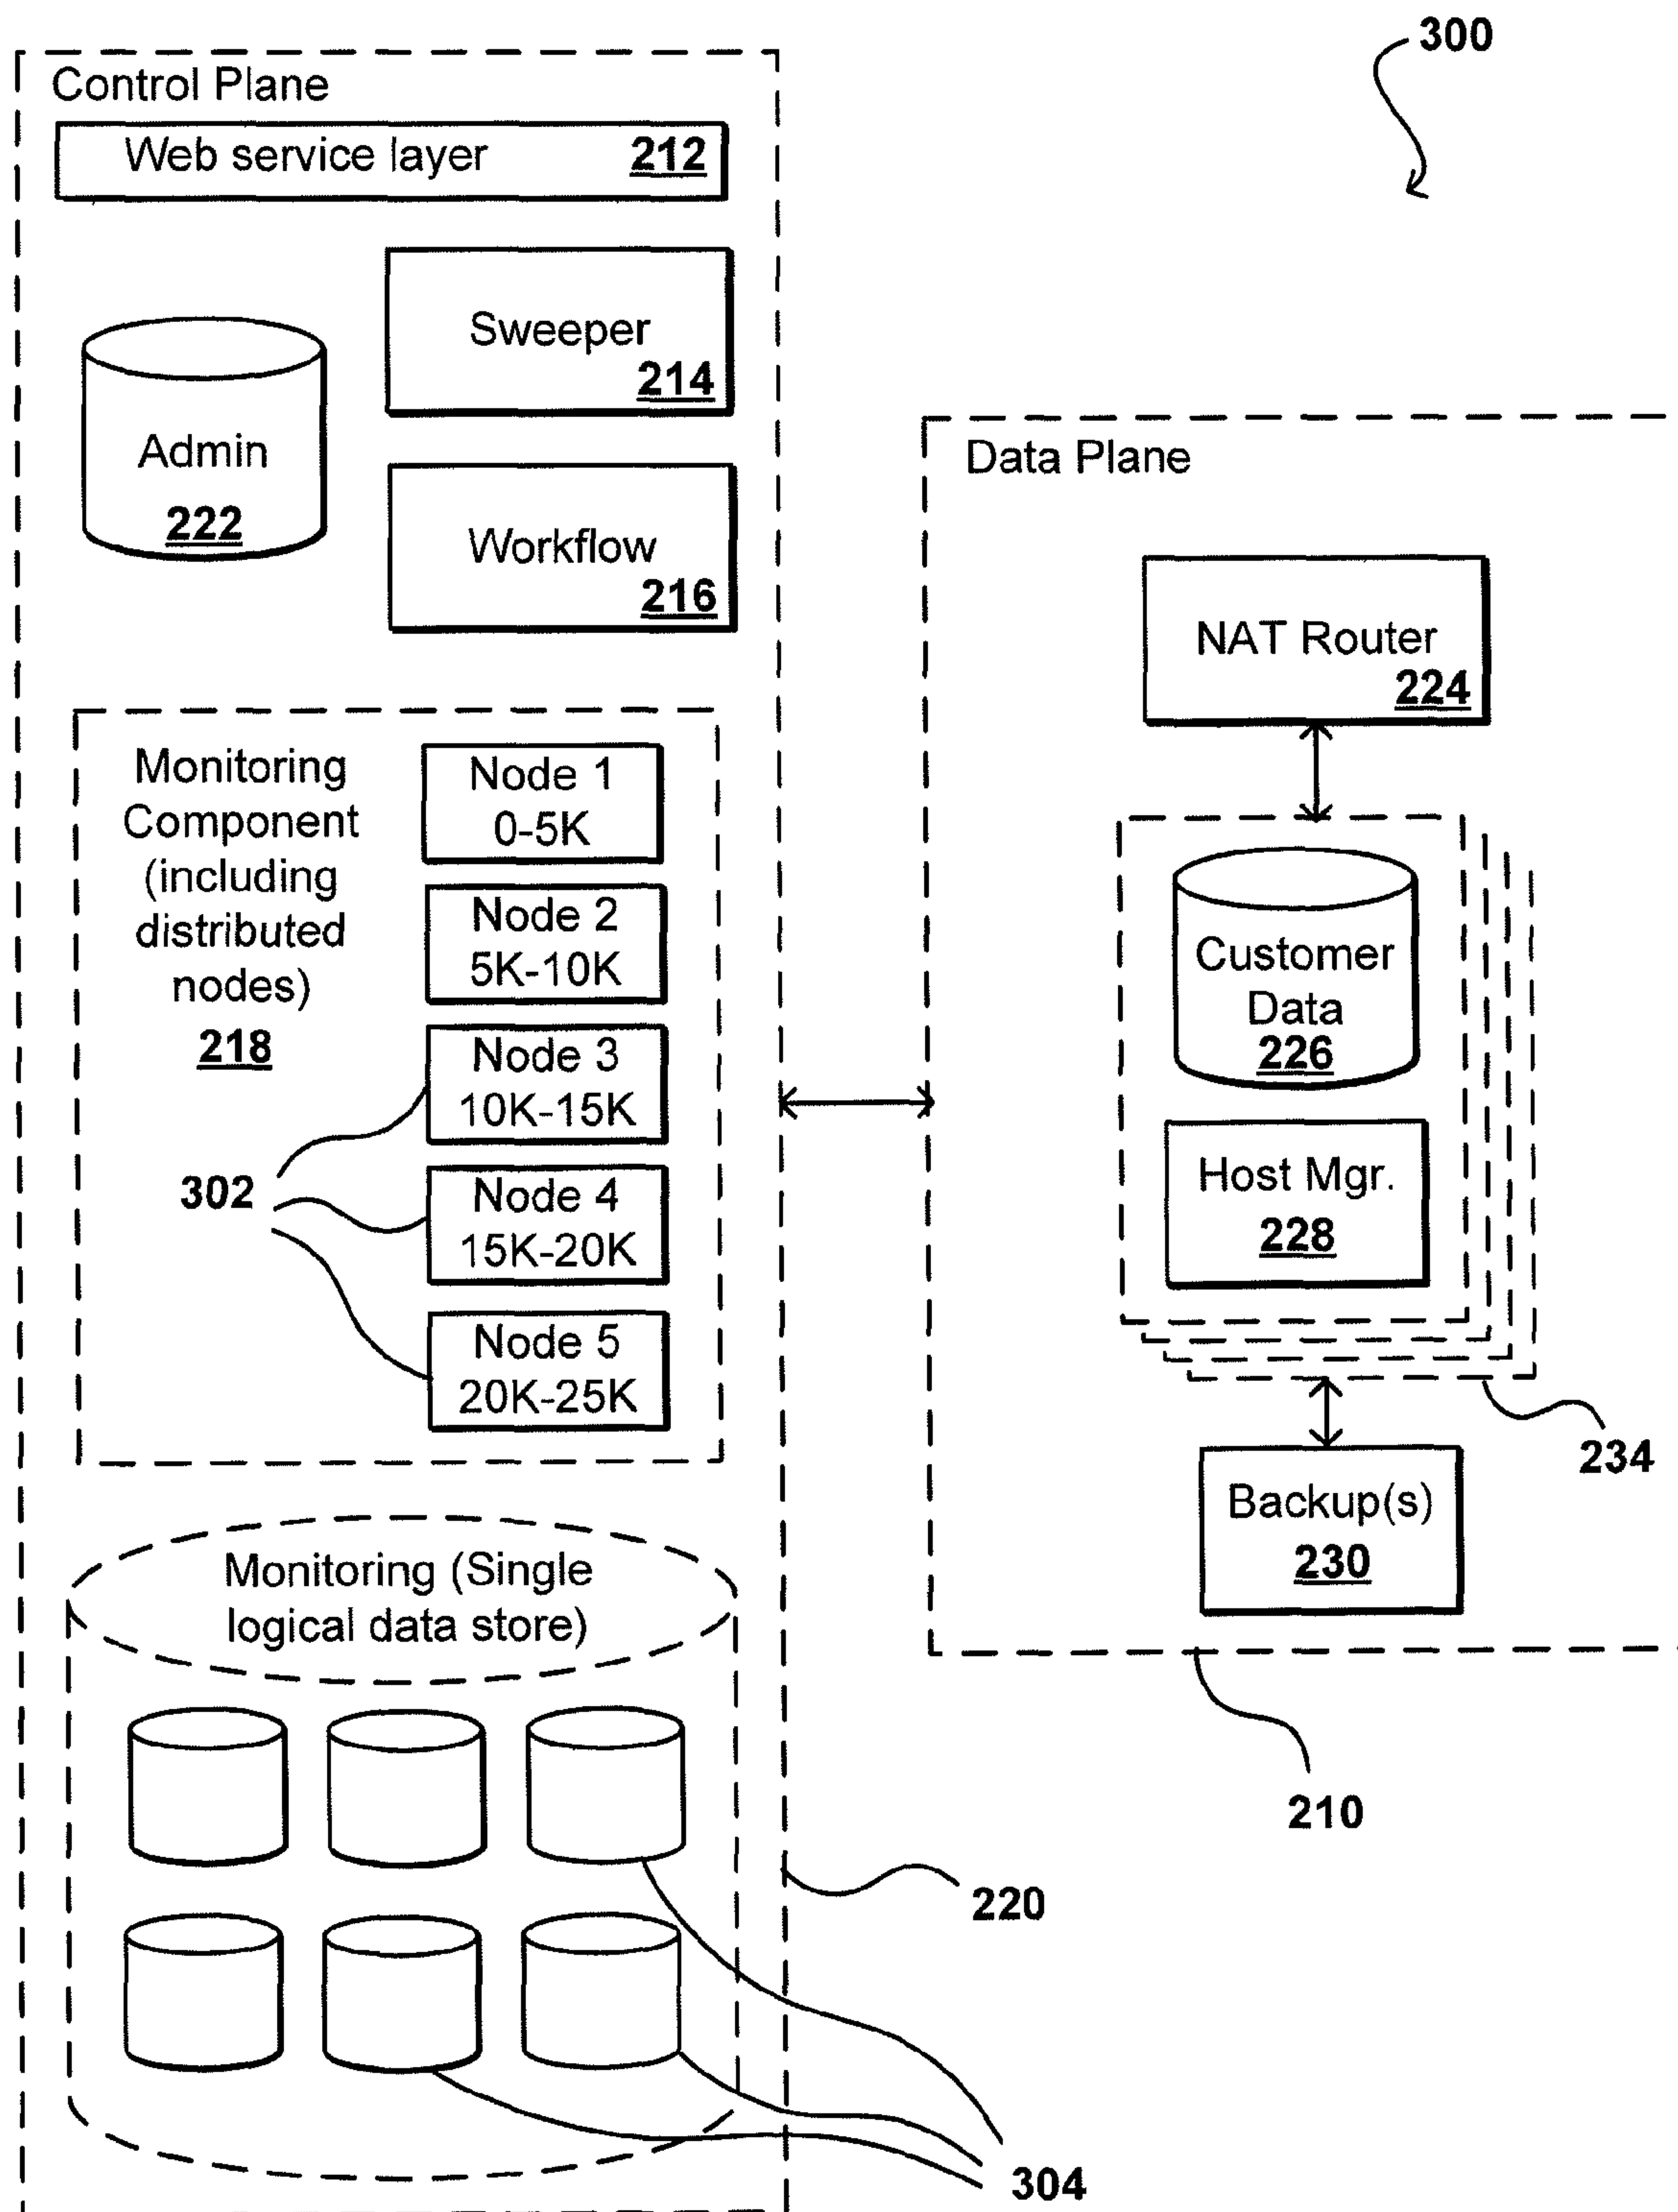 300
Control Plane
Web service layer 212
Sweeper
214
Admin
222
Workflow
216
Monitoring
Component
(including
distributed
nodes)
218
Node 1
0-5K
Node 2
5K-10K
Node 3
10K-15K
Node 4
15K-20K
Node 5
20K-25K
302
Monitoring (Single
logical data store)
220
304
Data Plane
NAT Router
224
Customer
Data
226
Host Mgr.
228
234
Backup(s)
230
210